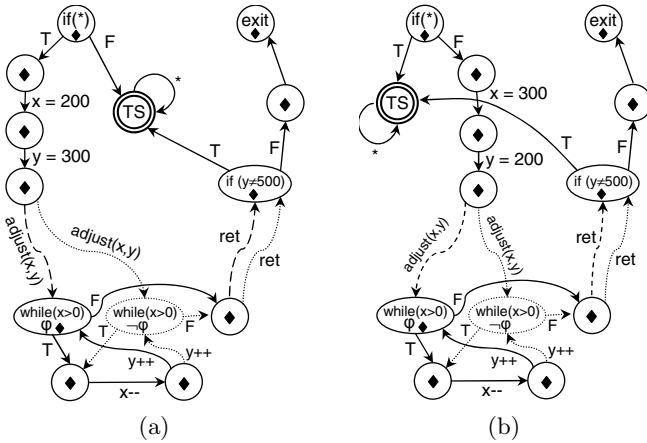 if(*)
T
F
x = 200
y = 300
TS
*
exit
T
F
if (y≠500)
adjust(x,y)
adjust(x,y)
ret
ret
while(x>0)
φ
F
while(x>0)
¬φ
F
T
T
y++
y++
x--
(a)
if(*)
T
F
x = 300
y = 200
TS
*
exit
T
F
if (y≠500)
adjust(x,y)
adjust(x,y)
ret
ret
while(x>0)
φ
F
while(x>0)
¬φ
F
T
T
y++
y++
x--
(b)